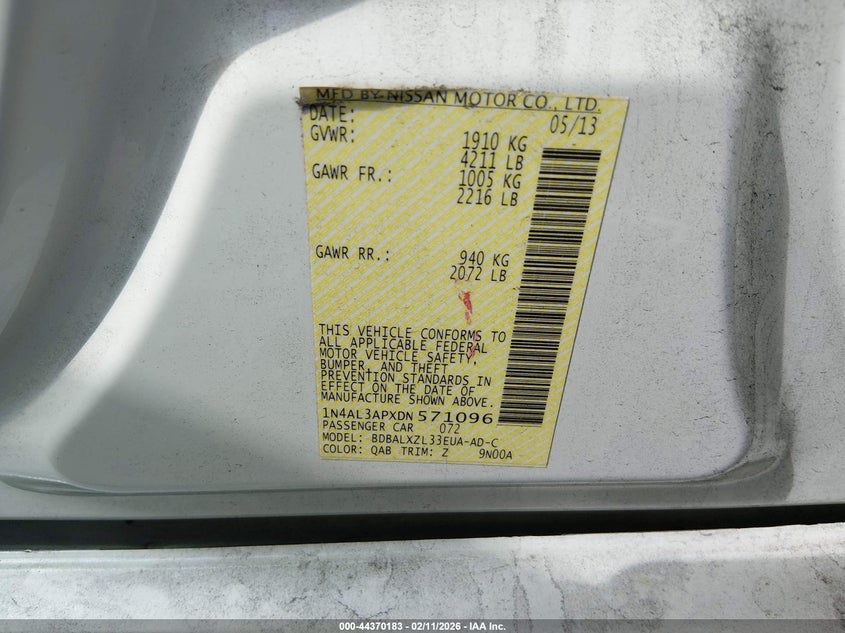 MFD BY NISSAN MOTOR CO., LTD.
DATE: 05/13
GVWR: 1910 KG
4211 LB
GAWR FR.: 1005 KG
2216 LB
GAWR RR.: 940 KG
2072 LB
THIS VEHICLE CONFORMS TO
ALL APPLICABLE FEDERAL
MOTOR VEHICLE SAFETY,
BUMPER, AND THEFT
PREVENTION STANDARDS IN
EFFECT ON THE DATE OF
MANUFACTURE SHOWN ABOVE.
1N4AL3APXDN571096
PASSENGER CAR 072
MODEL: BDBALXZL33EUA-AD-C
COLOR: QAB TRIM: Z 9N00A
000-44370183 - 02/11/2026 - IAA Inc.